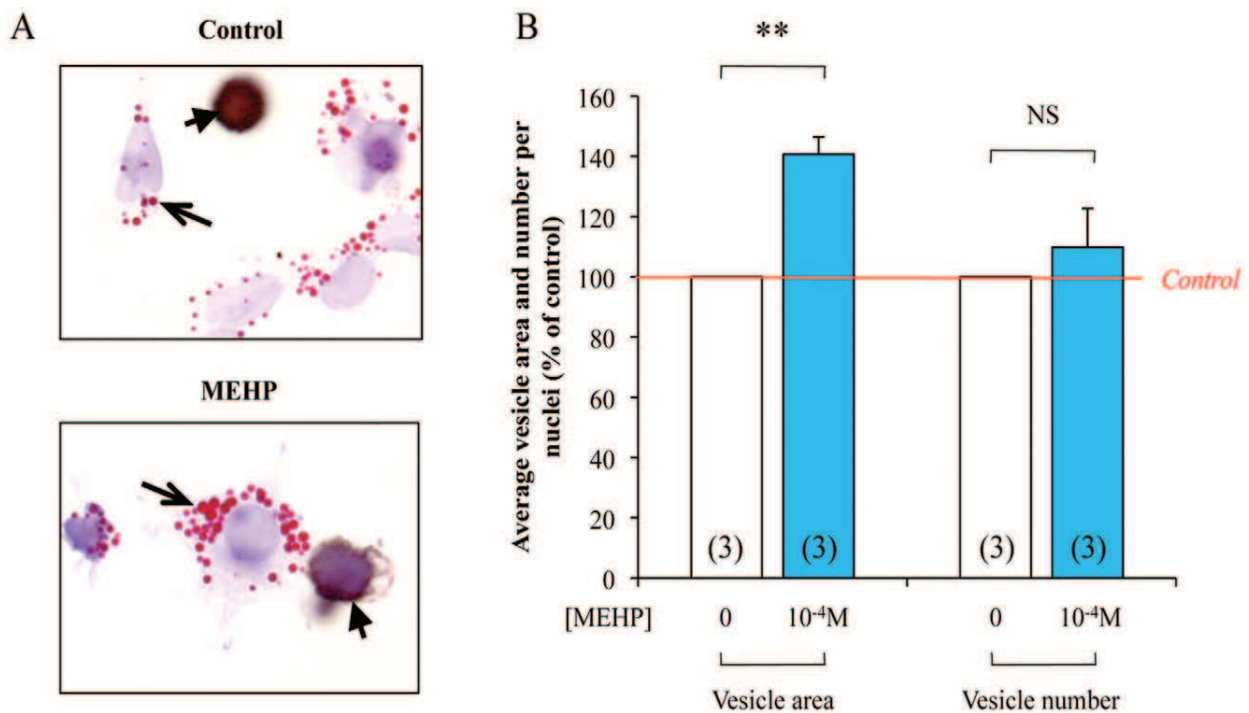 A
Control
MEHP
B
Average vesicle area and number per
nuclei (% of control)
160
140
120
100
80
60
40
20
0
**
NS
Control
(3)
(3)
(3)
(3)
[MEHP]
0
10⁻⁴M
0
10⁻⁴M
Vesicle area
Vesicle number